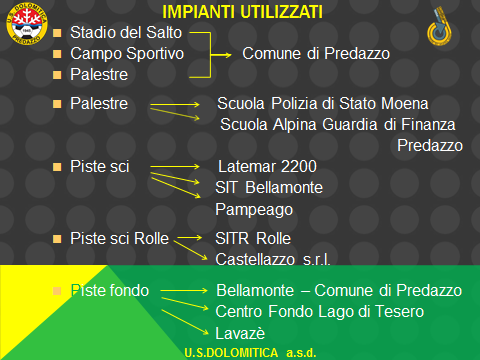 IMPIANTI UTILIZZATI
U.S. DOLOMITICA
PREDAZZO
Stadio del Salto
Campo Sportivo Comune di Predazzo
Palestre
Palestre Scuola Polizia di Stato Moena
Scuola Alpina Guardia di Finanza
Predazzo
Piste sci Latemar 2200
SIT Bellamonte
Pampeago
Piste sci Rolle SITR Rolle
Castellazzo s.r.l.
Piste fondo Bellamonte – Comune di Predazzo
Centro Fondo Lago di Tesero
Lavazè
U.S.DOLOMITICA a.s.d.